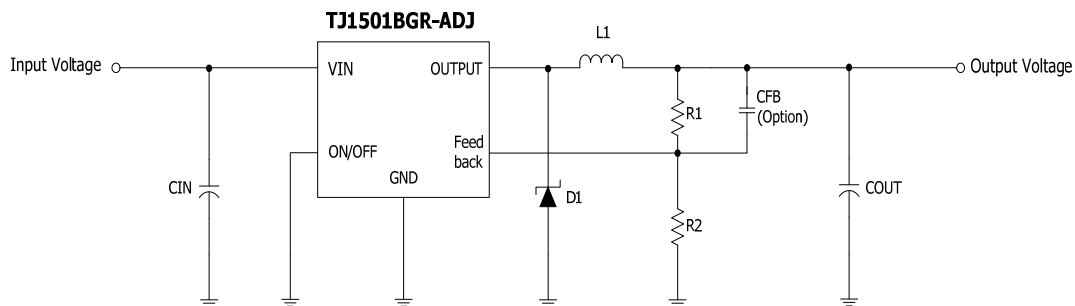 TJ1501BGR-ADJ
L1
Input Voltage
VIN
OUTPUT
Output Voltage
CFB
(Option)
R1
ON/OFF
Feed
back
GND
CIN
D1
COUT
R2